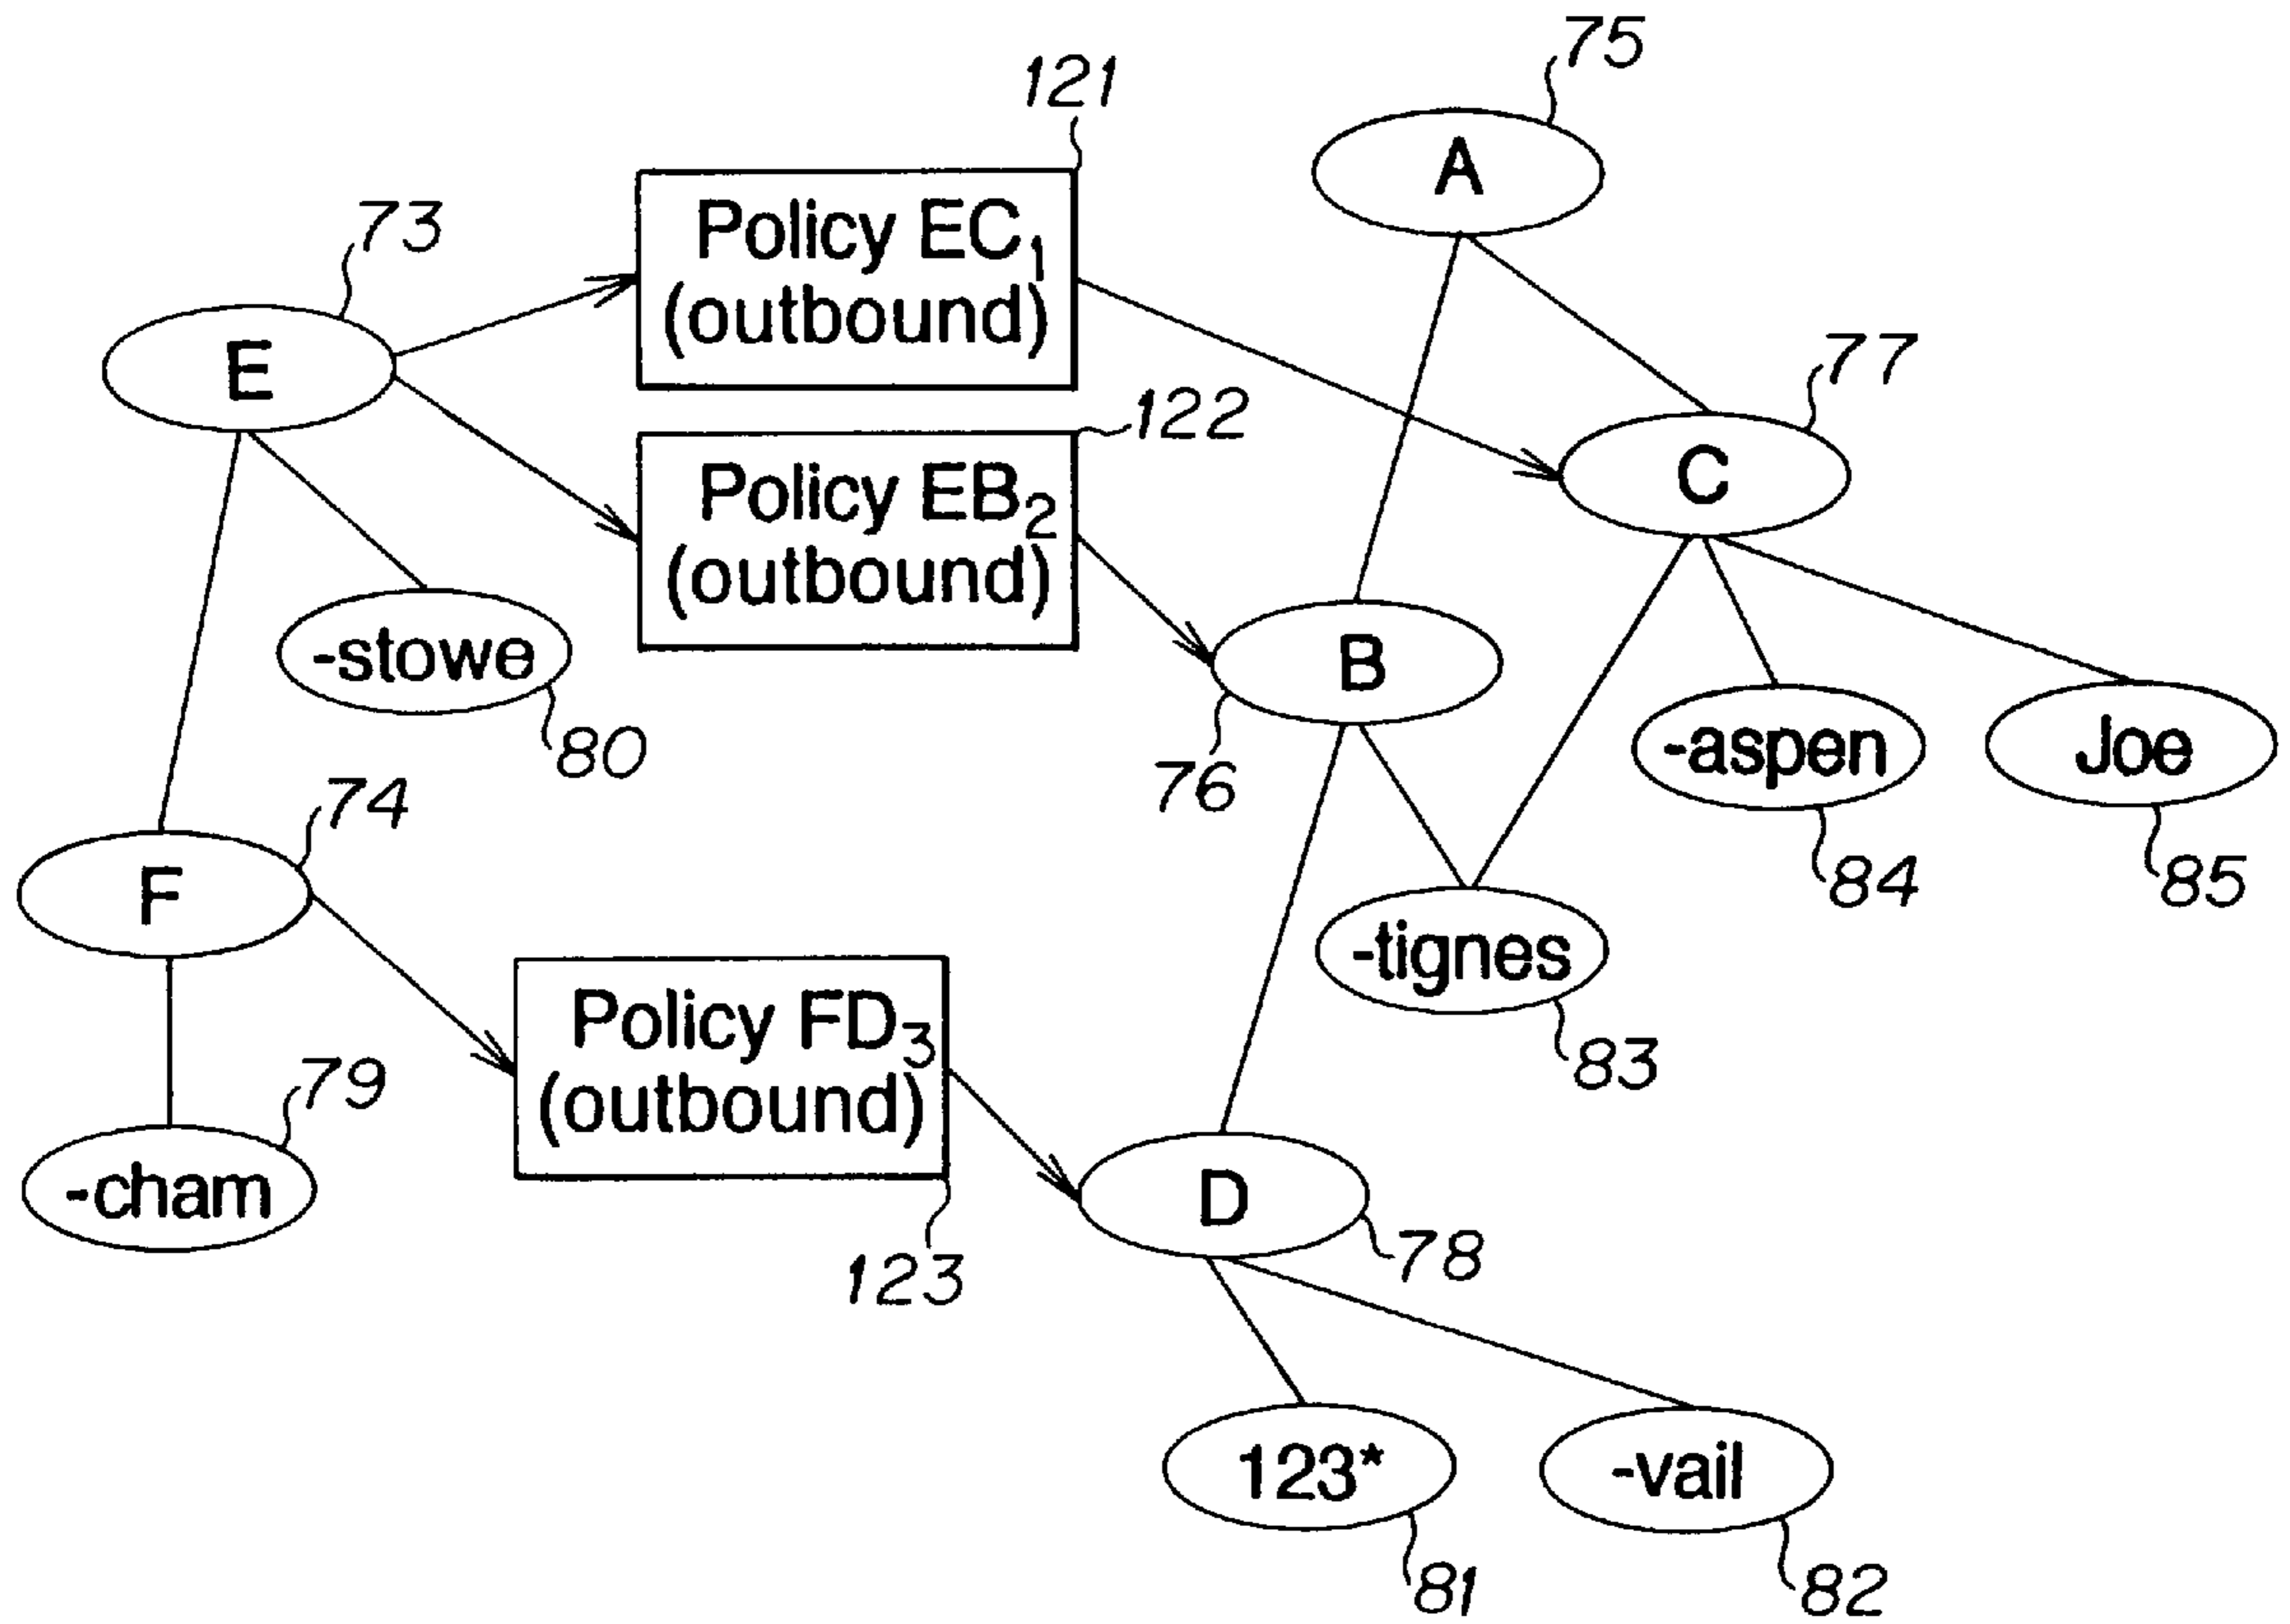 75
121
A
Policy EC₁
(outbound)
73
77
E
122
C
Policy EB₂
(outbound)
-stowe
B
80
76
-aspen
Joe
74
84
85
F
-tignes
Policy FD₃
(outbound)
83
79
-cham
D
78
123
123*
-vail
81
82